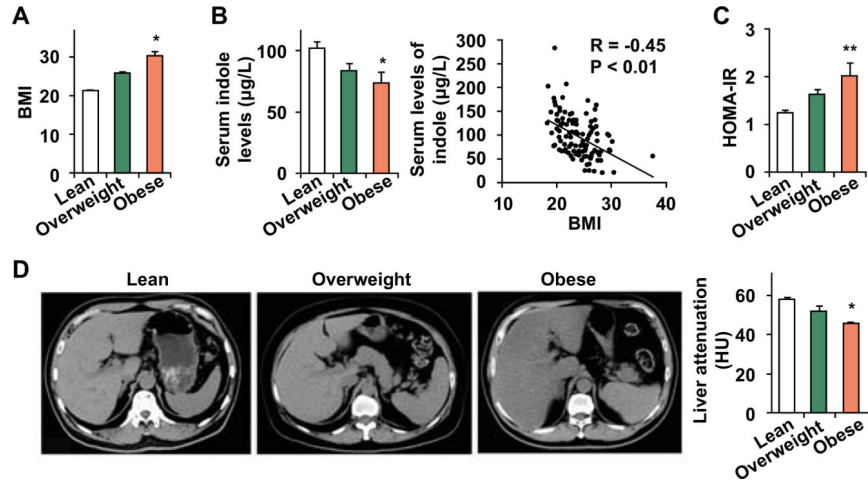 A
BMI
40
30
20
10
0
*
Lean
Overweight
Obese
B
Serum indole
levels (µg/L)
100
50
0
*
Lean
Overweight
Obese
Serum levels of
indole (µg/L)
300
250
200
150
100
50
0
R = -0.45
P < 0.01
10
20
30
40
BMI
C
HOMA-IR
3
2
1
0
**
Lean
Overweight
Obese
D
Lean
Overweight
Obese
Liver attenuation
(HU)
60
40
20
0
*
Lean
Overweight
Obese